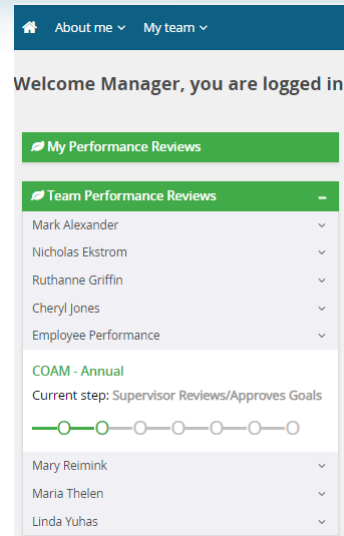 About me My team
Welcome Manager, you are logged in
My Performance Reviews
Team Performance Reviews
Mark Alexander
Nicholas Ekstrom
Ruthanne Griffin
Cheryl Jones
Employee Performance
COAM - Annual
Current step: Supervisor Reviews/Approves Goals
Mary Reimink
Maria Thelen
Linda Yuhas